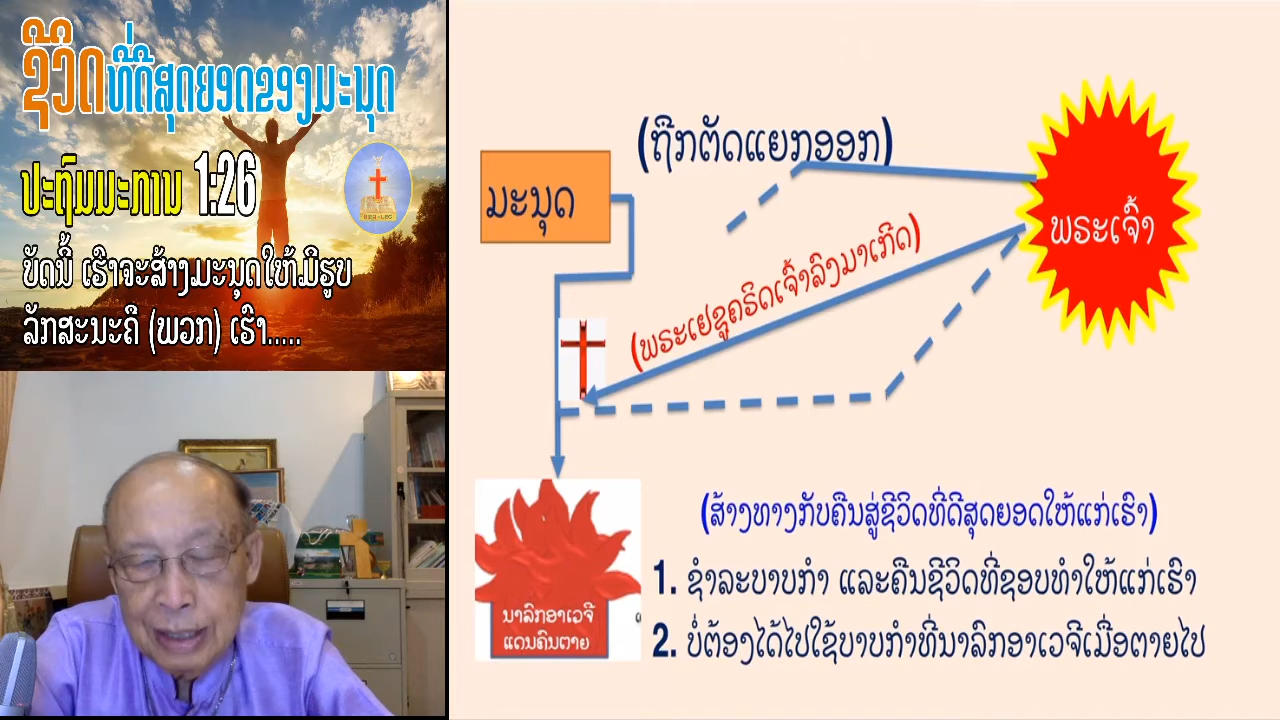 ຊີວິດທີ່ດີສຸດຍອດຂອງມະນຸດ
ປະຖົມມະການ 1:26
ບັດນີ້ ເຮົາຈະສ້າງມະນຸດໃຫ້ມີຮູບ
ລັກສະນະຄື (ພວກ) ເຮົາ.....
(ຖືກຕັດແຍກອອກ)
ມະນຸດ
ພຣະເຈົ້າ
(ພຣະເຢຊູຄຣິດເຈົ້າລົງມາເກີດ)
(ສ້າງທາງກັບຄືນສູ່ຊີວິດທີ່ດີສຸດຍອດໃຫ້ແກ່ເຮົາ)
1. ຊຳລະບາບກຳ ແລະຄືນຊີວິດທີ່ຊອບທຳໃຫ້ແກ່ເຮົາ
2. ບໍ່ຕ້ອງໄດ້ໄປໃຊ້ບາບກຳທີ່ນາລົກອາເວຈີເມື່ອຕາຍໄປ
ນາລົກອາເວຈີ
ແດນຄົນຕາຍ